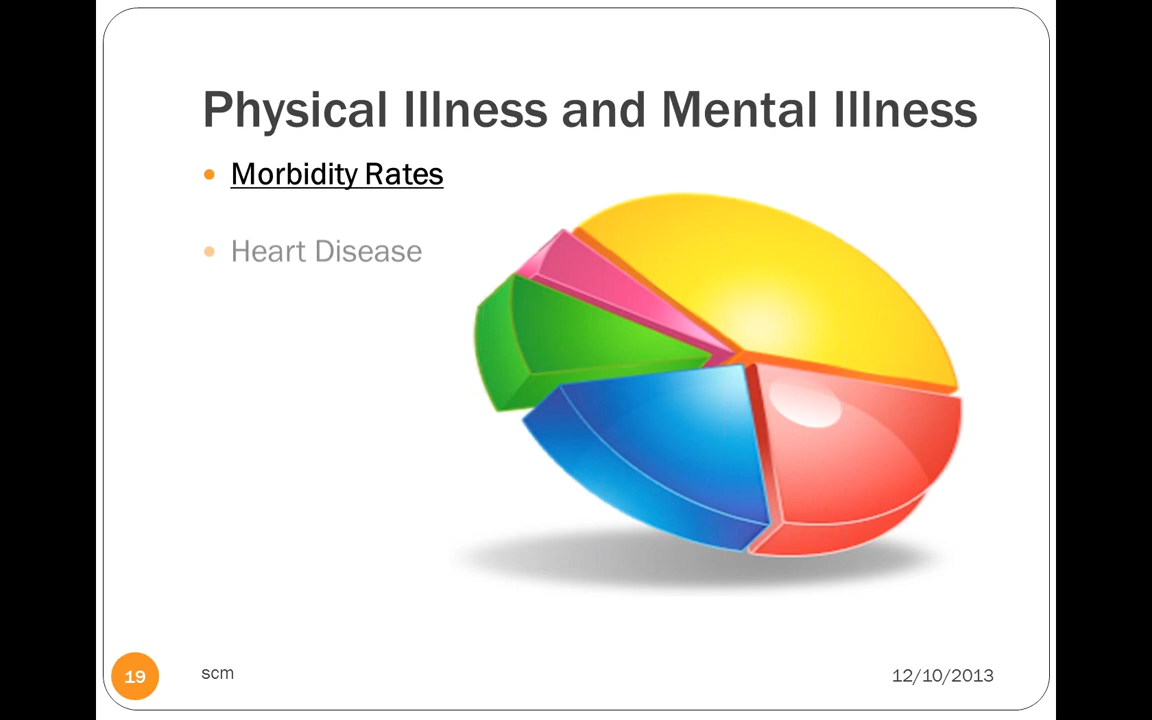 Physical Illness and Mental Illness
Morbidity Rates
Heart Disease
19
scm
12/10/2013